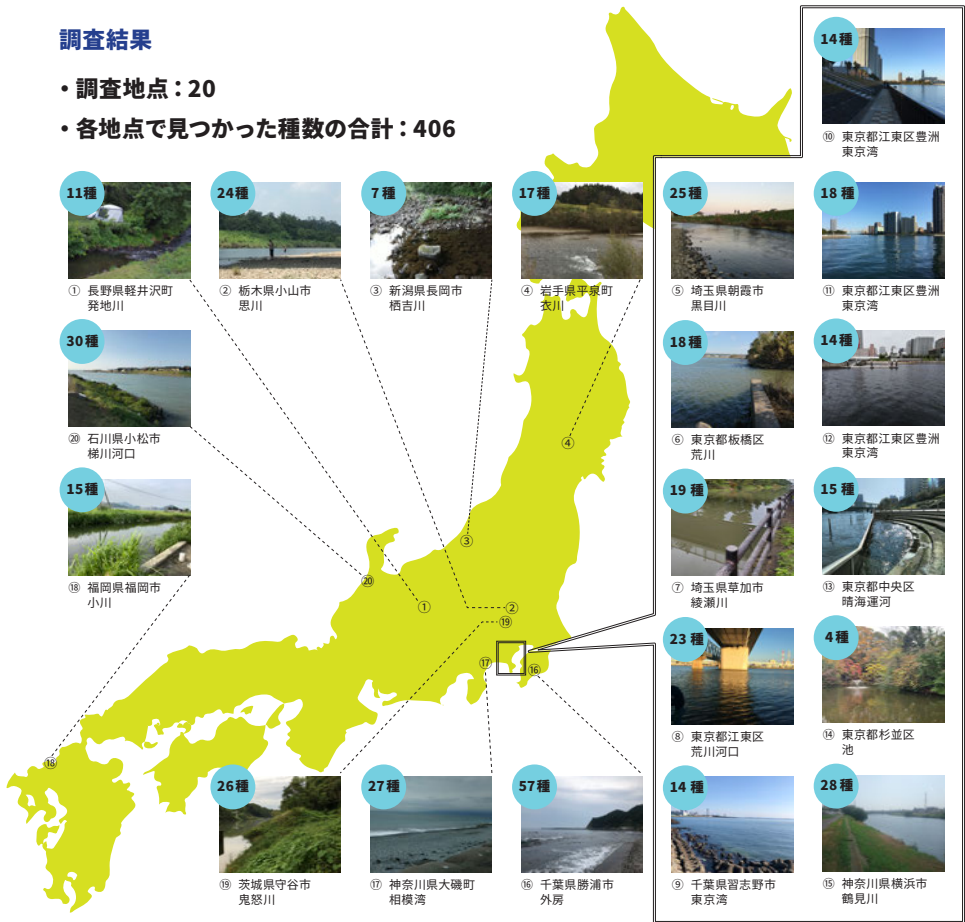 調査結果
・調査地点：20
・各地点で見つかった種数の合計：406
11種
① 長野県軽井沢町
発地川
24種
② 栃木県小山市
思川
7種
③ 新潟県長岡市
栖吉川
17種
④ 岩手県平泉町
衣川
30種
⑳ 石川県小松市
梯川河口
15種
⑱ 福岡県福岡市
小川
26種
⑲ 茨城県守谷市
鬼怒川
27種
⑰ 神奈川県大磯町
相模湾
57種
⑯ 千葉県勝浦市
外房
④
③
⑳
①
②
⑲
⑰
⑯
⑱
14種
⑩ 東京都江東区豊洲
東京湾
25種
⑤ 埼玉県朝霞市
黒目川
18種
⑪ 東京都江東区豊洲
東京湾
18種
⑥ 東京都板橋区
荒川
14種
⑫ 東京都江東区豊洲
東京湾
19種
⑦ 埼玉県草加市
綾瀬川
15種
⑬ 東京都中央区
晴海運河
23種
⑧ 東京都江東区
荒川河口
4種
⑭ 東京都杉並区
池
14種
⑨ 千葉県習志野市
東京湾
28種
⑮ 神奈川県横浜市
鶴見川